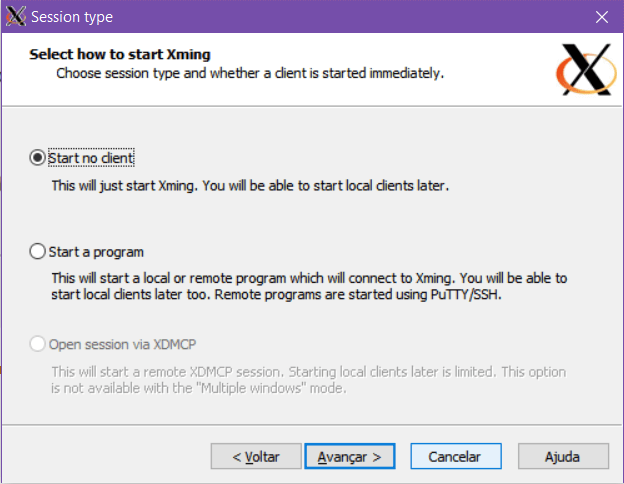 Session type
Select how to start Xming
Choose session type and whether a client is started immediately.
Start no client
This will just start Xming. You will be able to start local clients later.
Start a program
This will start a local or remote program which will connect to Xming. You will be able to
start local clients later too. Remote programs are started using PuTTY/SSH.
Open session via XDMCP
This will start a remote XDMCP session. Starting local clients later is limited. This option
is not available with the "Multiple windows" mode.
< Voltar
Avançar >
Cancelar
Ajuda